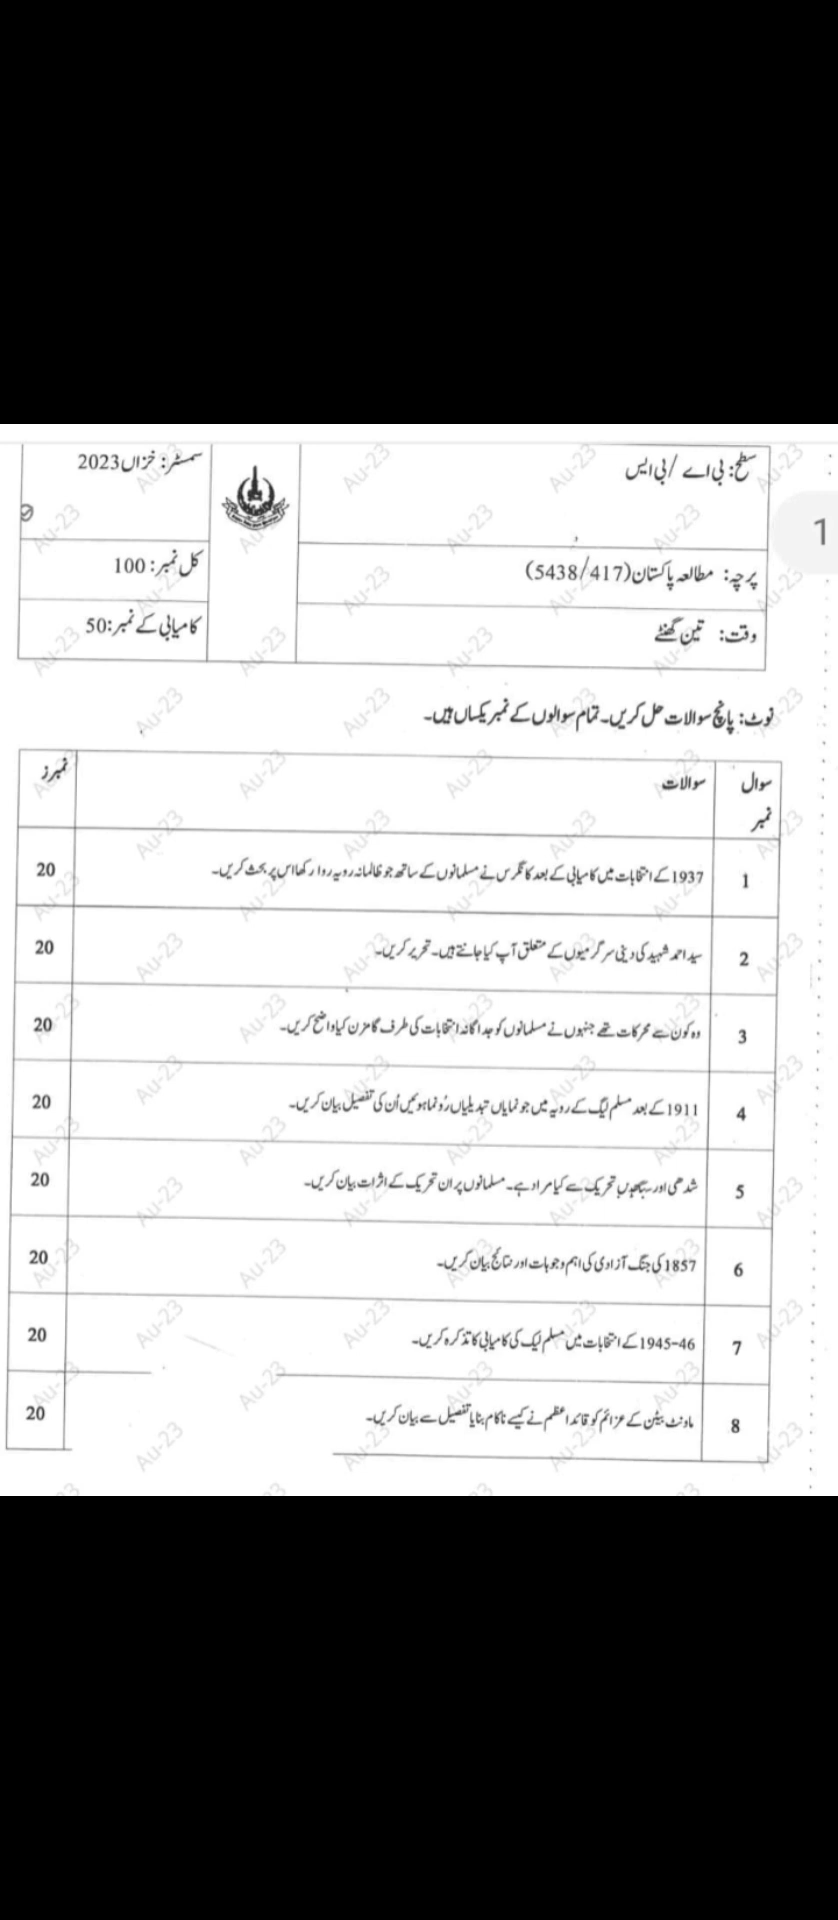 سطح: بی اے /بی ایس
سمسٹر: خزاں 2023
پرچہ: مطالعہ پاکستان (5438/417)
کل نمبر: 100
وقت: تین گھنٹے
کامیابی کے نمبر: 50
1
نوٹ: پانچ سوالات حل کریں۔ تمام سوالوں کے نمبر یکساں ہیں۔
سوال نمبر سوالات نمبرز
1 1937 کے انتخابات میں کامیابی کے بعد کانگرس نے مسلمانوں کے ساتھ جو ظالمانہ رویہ روا رکھا اس پر بحث کریں۔ 20
2 سید احمد شہید کی دینی سرگرمیوں کے متعلق آپ کیا جانتے ہیں۔ تحریر کریں۔ 20
3 وہ کون سے محرکات تھے جنہوں نے مسلمانوں کو جداگانہ انتخابات کی طرف گامزن کیا واضح کریں۔ 20
4 1911 کے بعد مسلم لیگ کے رویہ میں جو نمایاں تبدیلیاں رُونما ہوئیں اُن کی تفصیل بیان کریں۔ 20
5 شدھی اور تحریک سے کیا مراد ہے۔ مسلمانوں پر ان تحریک کے اثرات بیان کریں۔ 20
6 1857 کی جنگ آزادی کی اہم وجوہات اور نتائج بیان کریں۔ 20
7 1945-46 کے انتخابات میں مسلم لیگ کی کامیابی کا تذکرہ کریں۔ 20
8 ماونٹ بیٹن کے عزائم کو قائد اعظم نے کیسے ناکام بنایا تفصیل سے بیان کریں۔ 20
Au-23